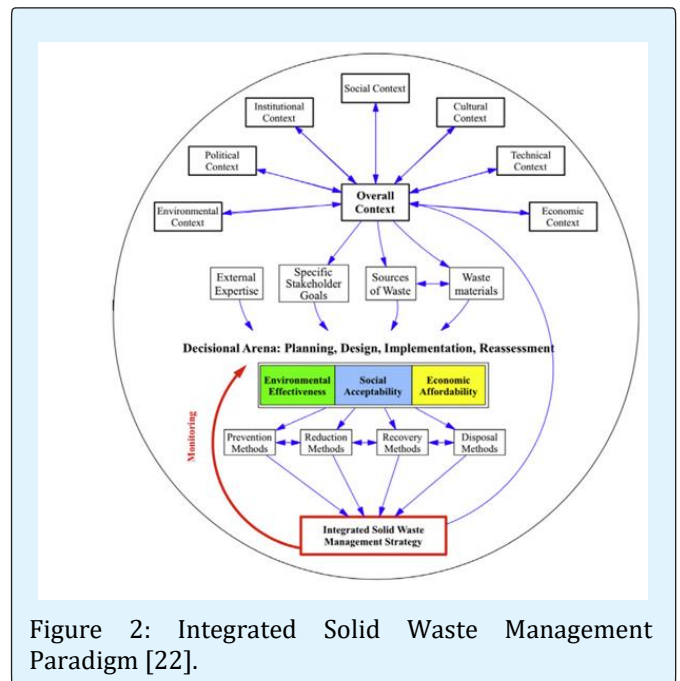 Social Context
Institutional
Context
Cultural
Context
Political
Context
Technical
Context
Overall
Context
Environmental
Context
Economic
Context
External
Expertise
Specific
Stakeholder
Goals
Sources
of Waste
Waste
materials
Decisional Arena: Planning, Design, Implementation, Reassessment
Environmental
Effectiveness
Social
Acceptability
Economic
Affordability
Monitoring
Prevention
Methods
Reduction
Methods
Recovery
Methods
Disposal
Methods
Integrated Solid Waste
Management Strategy
Figure 2: Integrated Solid Waste Management
Paradigm [22].